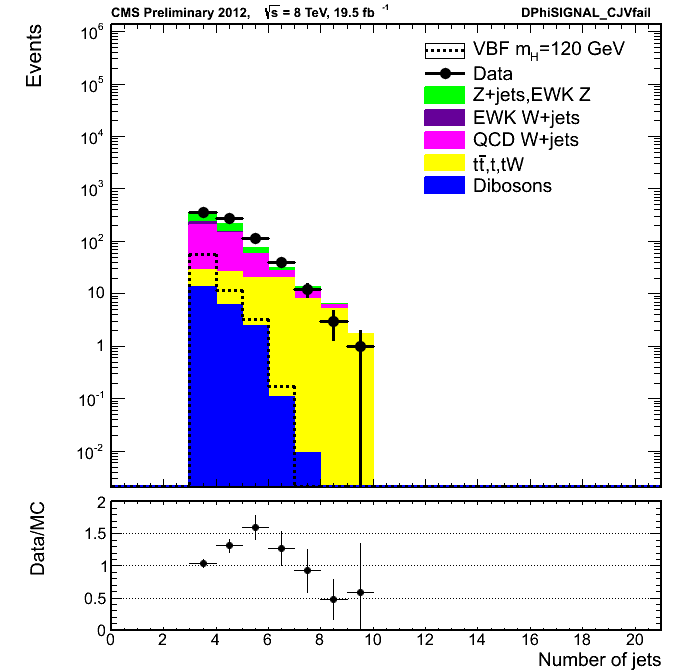 CMS Preliminary 2012, √s = 8 TeV, 19.5 fb⁻¹ DPhiSIGNAL_CJVfail
Events
10⁶
10⁵
10⁴
10³
10²
10
1
10⁻¹
10⁻²
VBF m_H=120 GeV
Data
Z+jets,EWK Z
EWK W+jets
QCD W+jets
tt̅,t,tW
Dibosons
Data/MC
2
1.5
1
0.5
0
0 2 4 6 8 10 12 14 16 18 20
Number of jets